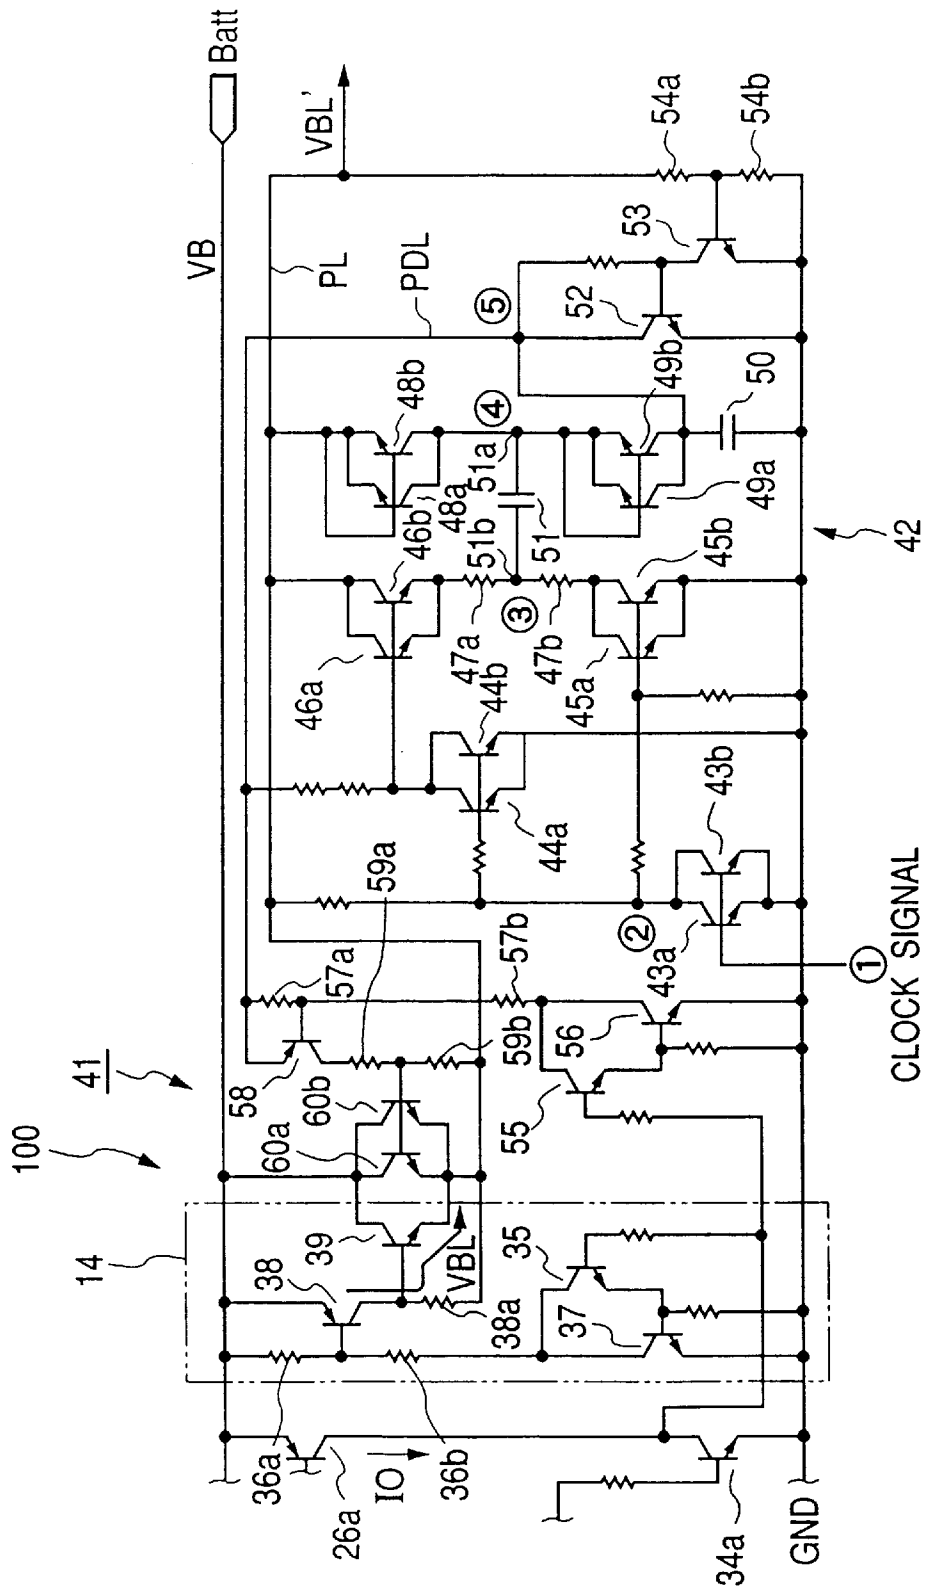 100
41
14
Batt
VB
VBL'
PL
PDL
36a
26a
IO
36b
38
39
VBL
38a
60a
60b
58
57a
59a
59b
57b
35
37
55
56
34a
GND
46a
46b
48a
48b
④
⑤
51a
51b
51
47a
③
47b
44b
44a
②
43a
43b
①
CLOCK SIGNAL
45a
45b
49a
49b
50
52
53
54a
54b
42